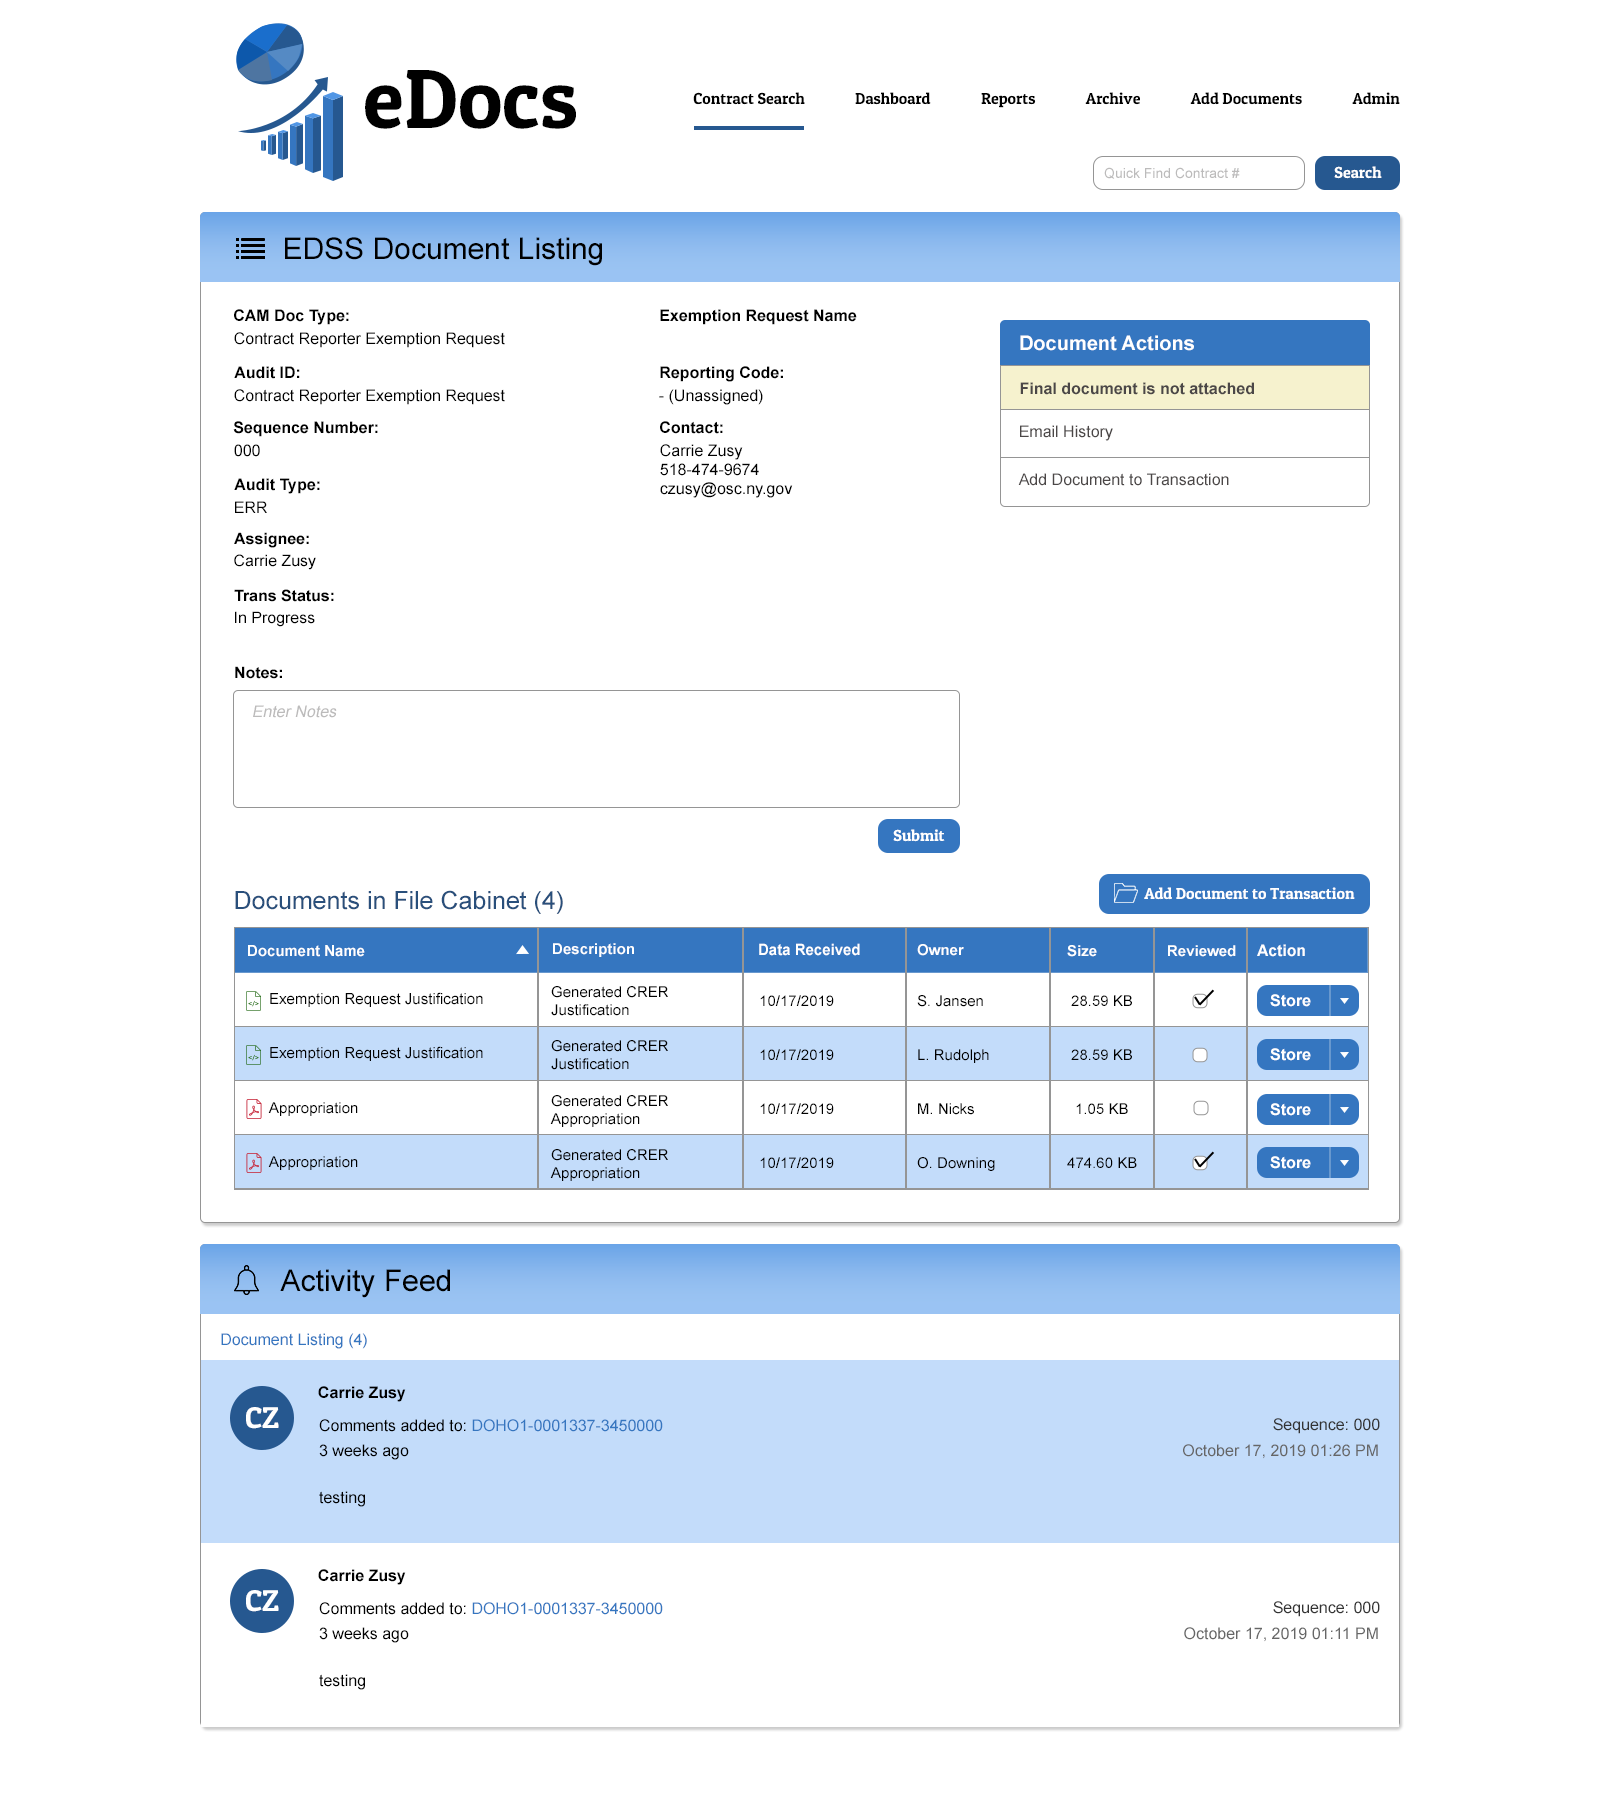 eDocs
Contract Search
Dashboard
Reports
Archive
Add Documents
Admin
Quick Find Contract #
Search
EDSS Document Listing
CAM Doc Type:
Contract Reporter Exemption Request
Audit ID:
Contract Reporter Exemption Request
Sequence Number:
000
Audit Type:
ERR
Assignee:
Carrie Zusy
Trans Status:
In Progress
Exemption Request Name
Reporting Code:
- (Unassigned)
Contact:
Carrie Zusy
518-474-9674
czusy@osc.ny.gov
Document Actions
Final document is not attached
Email History
Add Document to Transaction
Notes:
Enter Notes
Submit
Documents in File Cabinet (4)
Add Document to Transaction
Document Name Description Data Received Owner Size Reviewed Action
Exemption Request Justification
Generated CRER
Justification
10/17/2019
S. Jansen
28.59 KB
Store
Exemption Request Justification
Generated CRER
Justification
10/17/2019
L. Rudolph
28.59 KB
Store
Appropriation
Generated CRER
Appropriation
10/17/2019
M. Nicks
1.05 KB
Store
Appropriation
Generated CRER
Appropriation
10/17/2019
O. Downing
474.60 KB
Store
Activity Feed
Document Listing (4)
CZ
Carrie Zusy
Comments added to: DOHO1-0001337-3450000
3 weeks ago
testing
Sequence: 000
October 17, 2019 01:26 PM
CZ
Carrie Zusy
Comments added to: DOHO1-0001337-3450000
3 weeks ago
testing
Sequence: 000
October 17, 2019 01:11 PM